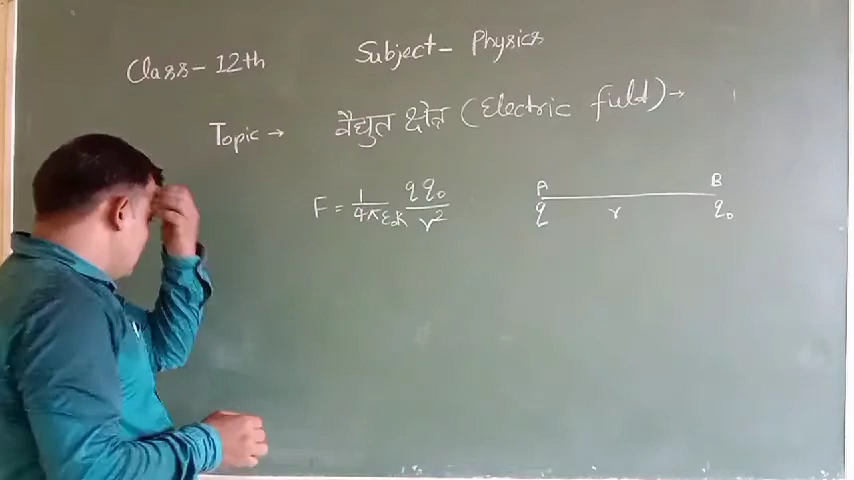 Class - 12th Subject - Physics
Topic → वैद्युत क्षेत्र (Electric field) →
F = 1/4πε₀K qq₀/r²
A B
q r q₀